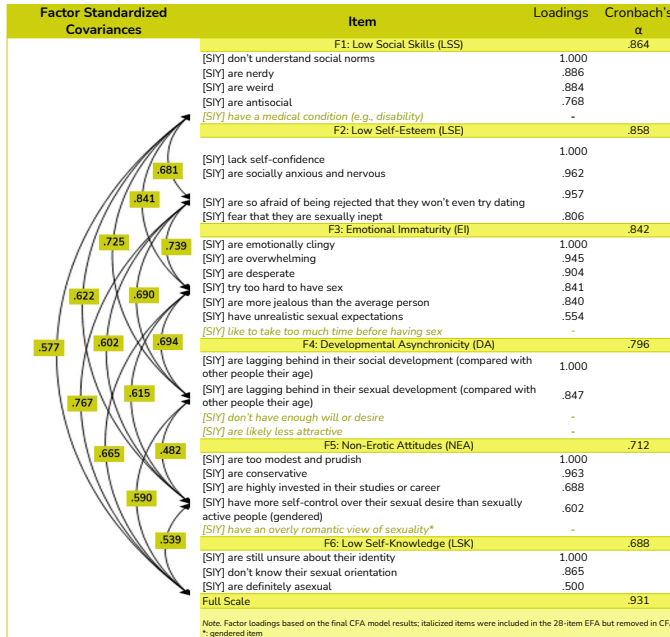 Factor Standardized
Covariances
Item
Loadings
Cronbach's
α
F1: Low Social Skills (LSS) .864
[SIY] don't understand social norms 1.000
[SIY] are nerdy .886
[SIY] are weird .884
[SIY] are antisocial .768
[SIY] have a medical condition (e.g., disability) -
F2: Low Self-Esteem (LSE) .858
[SIY] lack self-confidence 1.000
[SIY] are socially anxious and nervous .962
[SIY] are so afraid of being rejected that they won't even try dating .957
[SIY] fear that they are sexually inept .806
F3: Emotional Immaturity (EI) .842
[SIY] are emotionally clingy 1.000
[SIY] are overwhelming .945
[SIY] are desperate .904
[SIY] try too hard to have sex .841
[SIY] are more jealous than the average person .840
[SIY] have unrealistic sexual expectations .554
[SIY] like to take too much time before having sex -
F4: Developmental Asynchronicity (DA) .796
[SIY] are lagging behind in their social development (compared with
other people their age) 1.000
[SIY] are lagging behind in their sexual development (compared with
other people their age) .847
[SIY] don't have enough will or desire -
[SIY] are likely less attractive -
F5: Non-Erotic Attitudes (NEA) .712
[SIY] are too modest and prudish 1.000
[SIY] are conservative .963
[SIY] are highly invested in their studies or career .688
[SIY] have more self-control over their sexual desire than sexually
active people (gendered) .602
[SIY] have an overly romantic view of sexuality* -
F6: Low Self-Knowledge (LSK) .688
[SIY] are still unsure about their identity 1.000
[SIY] don't know their sexual orientation .865
[SIY] are definitely asexual .500
Full Scale .931
Note. Factor loadings based on the final CFA model results; italicized items were included in the 28-item EFA but removed in CF
*: gendered item
.681
.841
.725
.739
.622
.690
.577
.602
.694
.767
.615
.665
.482
.590
.539